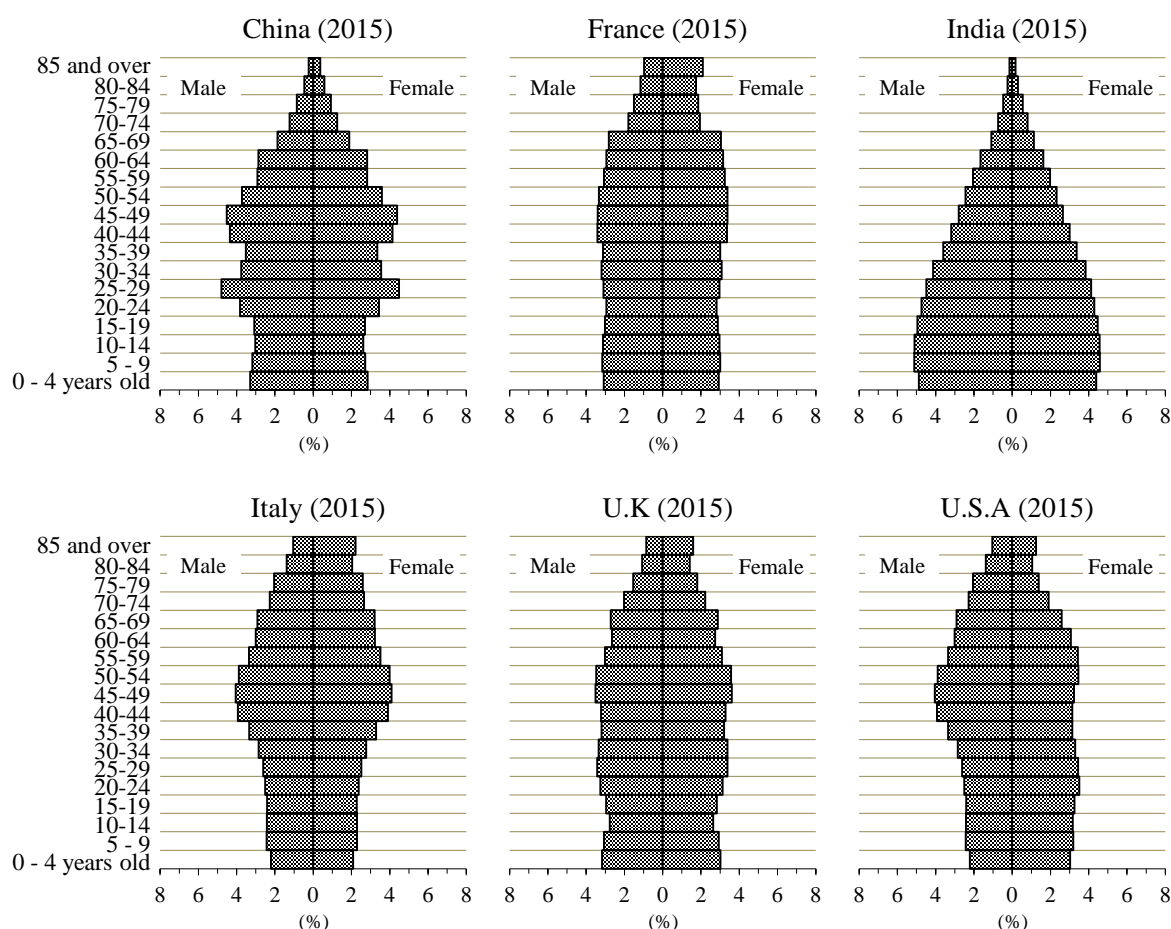 China (2015)
France (2015)
India (2015)
85 and over
80-84
75-79
70-74
65-69
60-64
55-59
50-54
45-49
40-44
35-39
30-34
25-29
20-24
15-19
10-14
5 - 9
0 - 4 years old
Male Female
Male Female
Male Female
8 6 4 2 0 2 4 6 8
8 6 4 2 0 2 4 6 8
8 6 4 2 0 2 4 6 8
(%)
(%)
(%)
Italy (2015)
U.K (2015)
U.S.A (2015)
85 and over
80-84
75-79
70-74
65-69
60-64
55-59
50-54
45-49
40-44
35-39
30-34
25-29
20-24
15-19
10-14
5 - 9
0 - 4 years old
Male Female
Male Female
Male Female
8 6 4 2 0 2 4 6 8
8 6 4 2 0 2 4 6 8
8 6 4 2 0 2 4 6 8
(%)
(%)
(%)